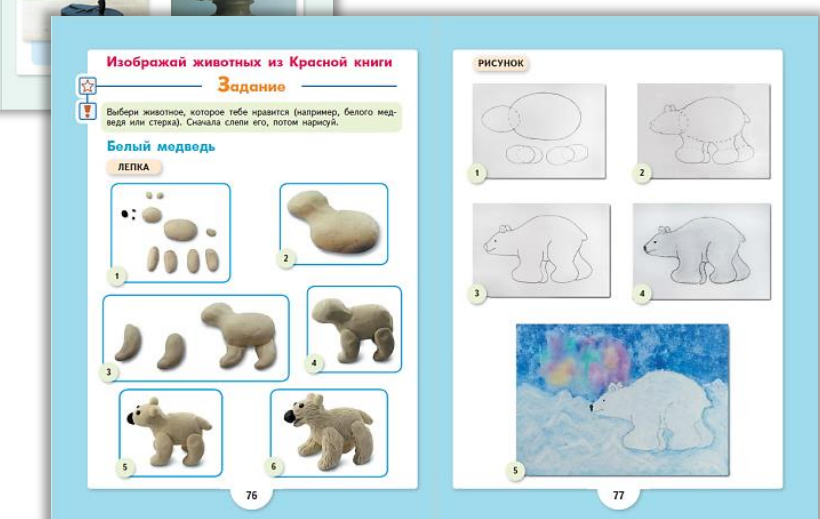 Изображай животных из Красной книги
Задание
Выбери животное, которое тебе нравится (например, белого мед-
ведя или стерха). Сначала слепи его, потом нарисуй.
Белый медведь
ЛЕПКА
1
2
3
4
5
6
76
РИСУНОК
1
2
3
4
5
77